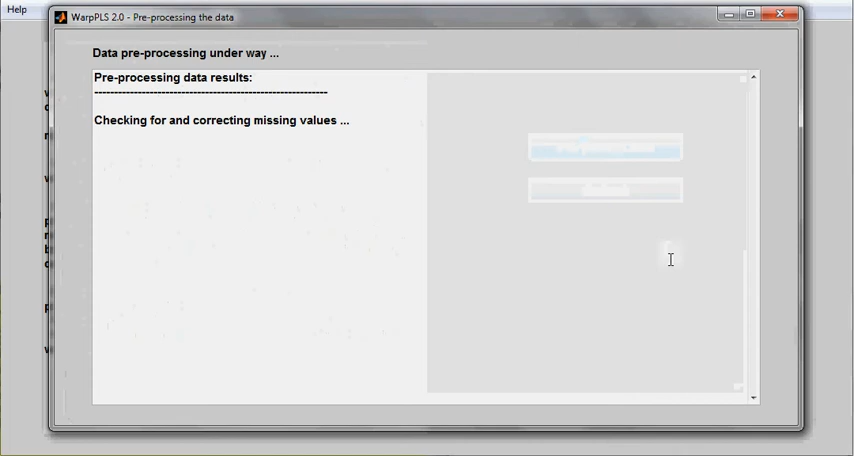 Help
WarpPLS 2.0 - Pre-processing the data
Data pre-processing under way ...
Pre-processing data results:
-----------------------------------------------------------
Checking for and correcting missing values ...